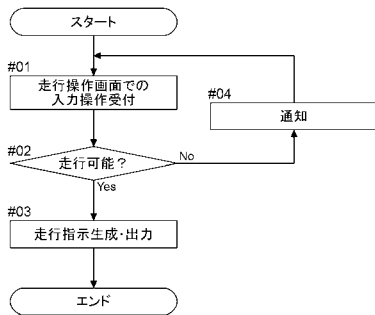 スタート
#01
走行操作画面での
入力操作受付
#04
通知
#02
走行可能？
No
Yes
#03
走行指示生成・出力
エンド